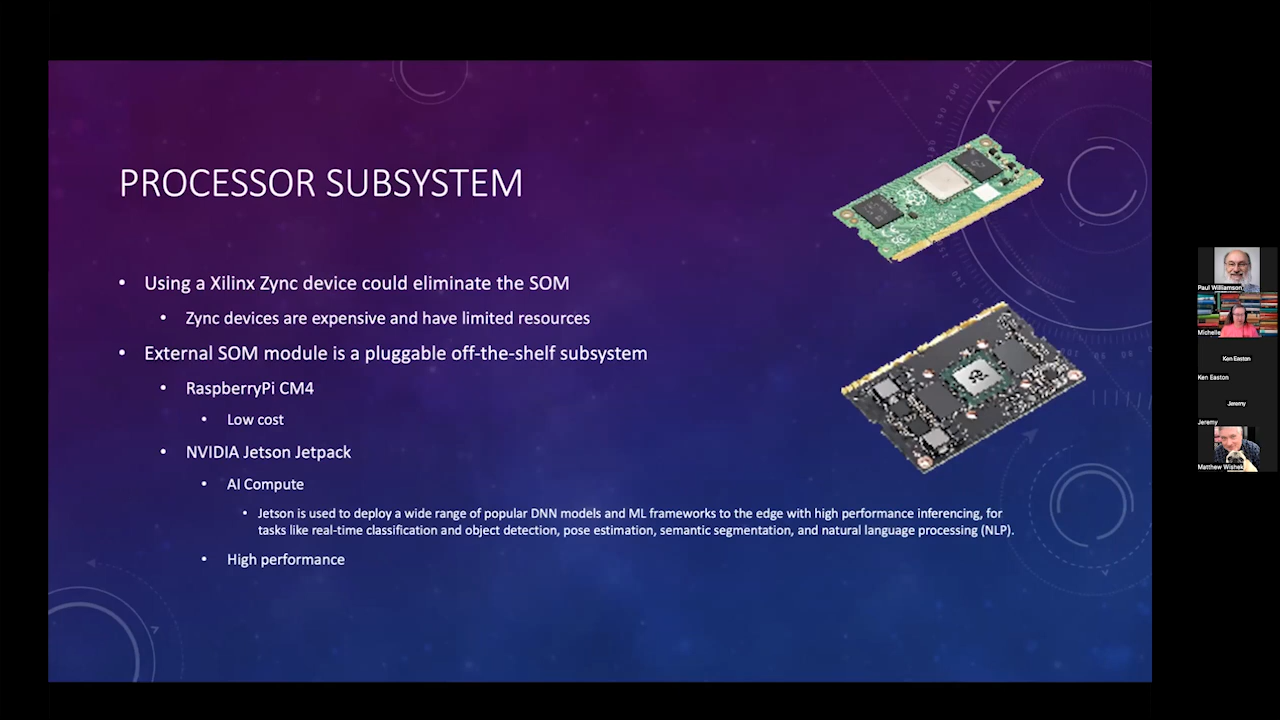 PROCESSOR SUBSYSTEM
• Using a Xilinx Zync device could eliminate the SOM
• Zync devices are expensive and have limited resources
• External SOM module is a pluggable off-the-shelf subsystem
• RaspberryPi CM4
• Low cost
• NVIDIA Jetson Jetpack
• AI Compute
• Jetson is used to deploy a wide range of popular DNN models and ML frameworks to the edge with high performance inferencing, for
tasks like real-time classification and object detection, pose estimation, semantic segmentation, and natural language processing (NLP).
• High performance
Paul Williamson
Michelle
Ken Easton
Ken Easton
Jeremy
Jeremy
Matthew Wishek